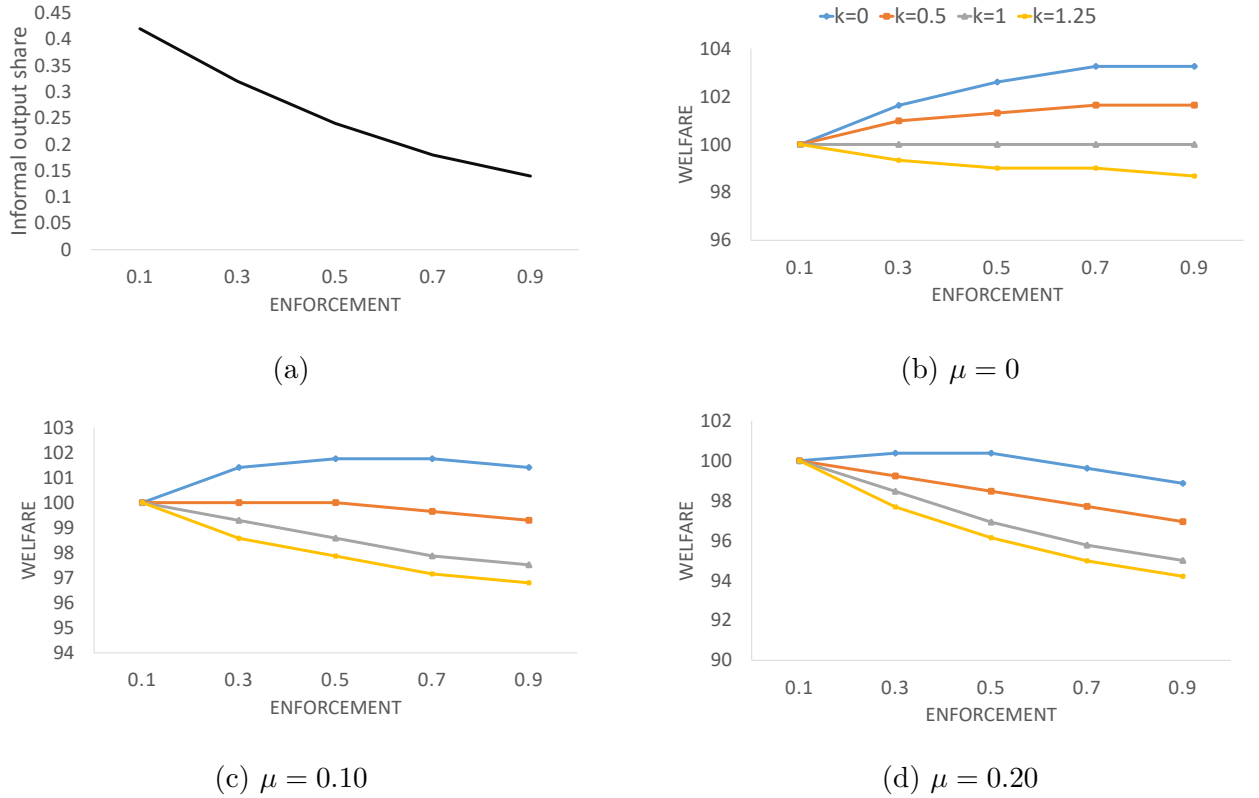 Informal output share
0.45
0.4
0.35
0.3
0.25
0.2
0.15
0.1
0.05
0
0.1 0.3 0.5 0.7 0.9
ENFORCEMENT
(a)
k=0 k=0.5 k=1 k=1.25
WELFARE
104
102
100
98
96
0.1 0.3 0.5 0.7 0.9
ENFORCEMENT
(b) μ = 0
WELFARE
103
102
101
100
99
98
97
96
95
94
0.1 0.3 0.5 0.7 0.9
ENFORCEMENT
(c) μ = 0.10
WELFARE
102
100
98
96
94
92
90
0.1 0.3 0.5 0.7 0.9
ENFORCEMENT
(d) μ = 0.20